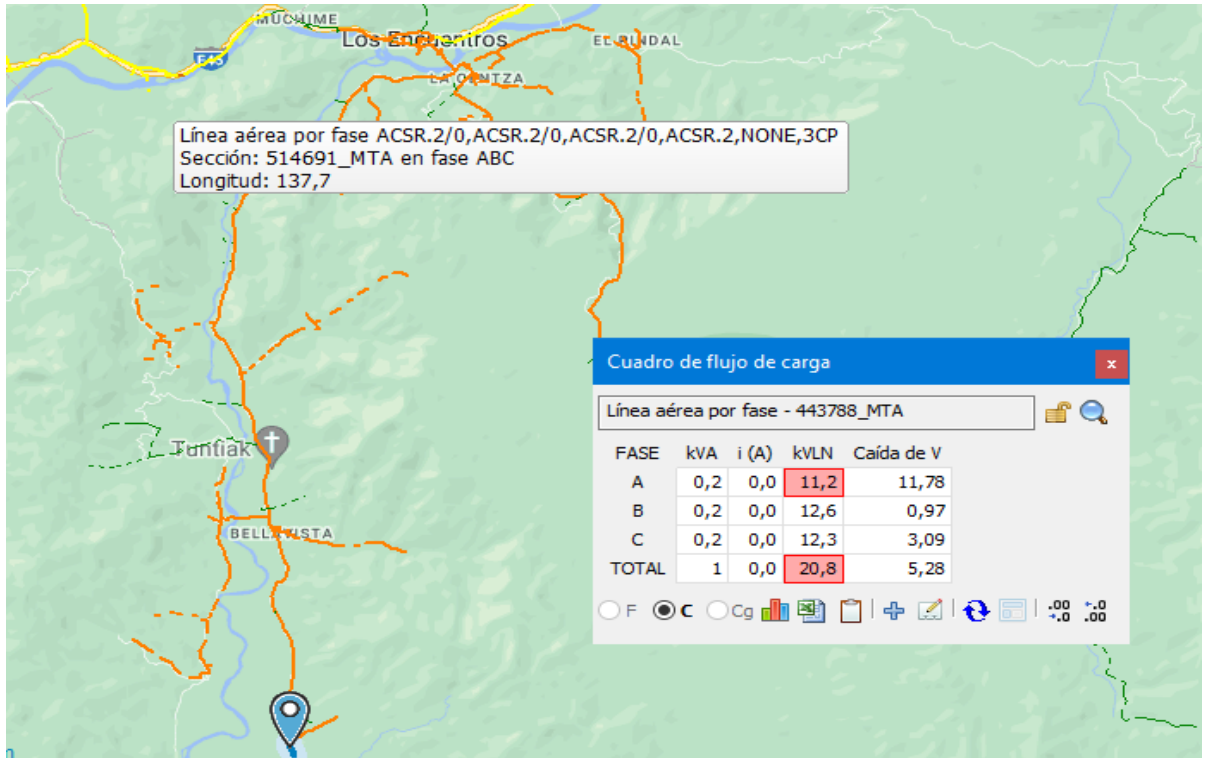 MUCHIME
Los Encuentros
EL PINDAL
E45
LA CENTZA
Línea aérea por fase ACSR.2/0,ACSR.2/0,ACSR.2/0,ACSR.2,NONE,3CP
Sección: 514691_MTA en fase ABC
Longitud: 137,7
Cuadro de flujo de carga
x
Línea aérea por fase - 443788_MTA
FASE kVA i (A) kVLN Caída de V
A 0,2 0,0 11,2 11,78
B 0,2 0,0 12,6 0,97
C 0,2 0,0 12,3 3,09
TOTAL 1 0,0 20,8 5,28
F C Cg .00 .0 .0 .00
Tuntiak
BELLAVISTA